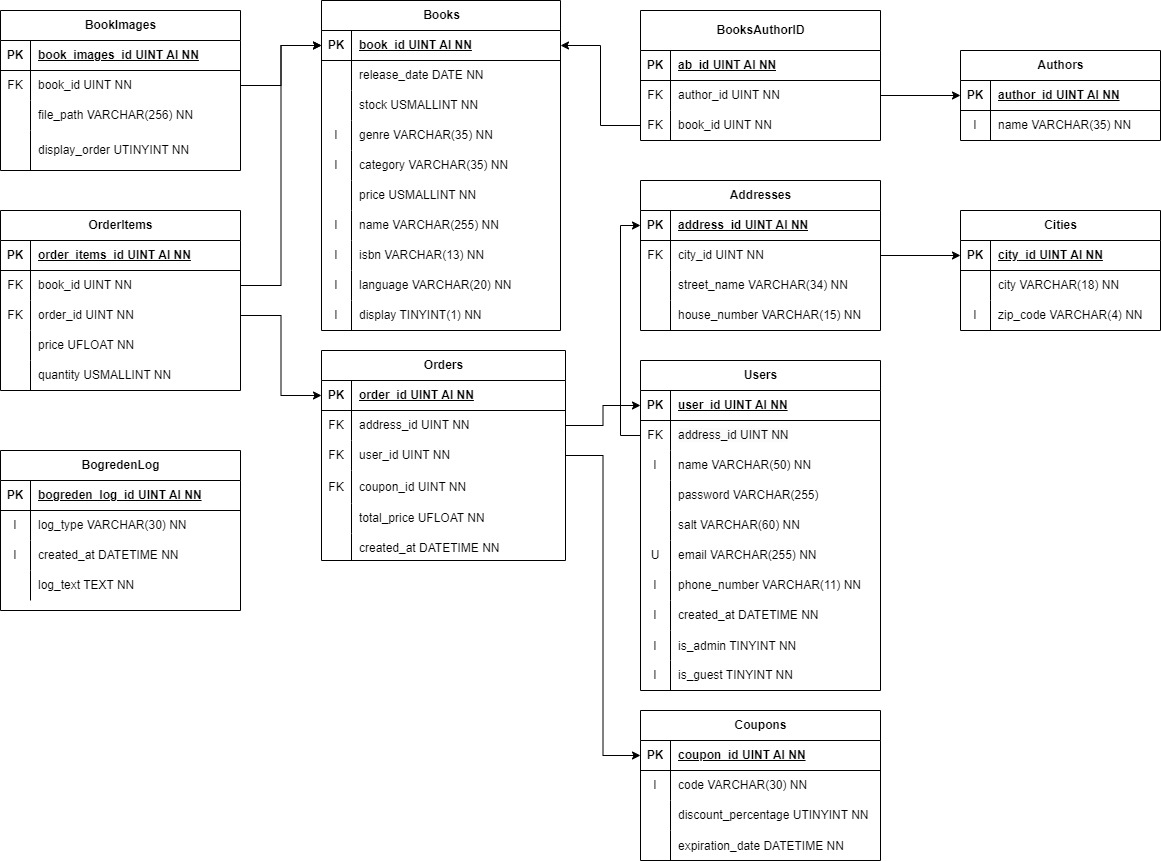 BookImages
PK book_images_id UINT AI NN
FK book_id UINT NN
file_path VARCHAR(256) NN
display_order UTINYINT NN
Books
PK book_id UINT AI NN
release_date DATE NN
stock USMALLINT NN
I genre VARCHAR(35) NN
I category VARCHAR(35) NN
price USMALLINT NN
I name VARCHAR(255) NN
I isbn VARCHAR(13) NN
I language VARCHAR(20) NN
I display TINYINT(1) NN
BooksAuthorID
PK ab_id UINT AI NN
FK author_id UINT NN
FK book_id UINT NN
Authors
PK author_id UINT AI NN
I name VARCHAR(35) NN
OrderItems
PK order_items_id UINT AI NN
FK book_id UINT NN
FK order_id UINT NN
price UFLOAT NN
quantity USMALLINT NN
Addresses
PK address_id UINT AI NN
FK city_id UINT NN
street_name VARCHAR(34) NN
house_number VARCHAR(15) NN
Cities
PK city_id UINT AI NN
city VARCHAR(18) NN
I zip_code VARCHAR(4) NN
Orders
PK order_id UINT AI NN
FK address_id UINT NN
FK user_id UINT NN
FK coupon_id UINT NN
total_price UFLOAT NN
created_at DATETIME NN
Users
PK user_id UINT AI NN
FK address_id UINT NN
I name VARCHAR(50) NN
password VARCHAR(255)
salt VARCHAR(60) NN
U email VARCHAR(255) NN
I phone_number VARCHAR(11) NN
I created_at DATETIME NN
I is_admin TINYINT NN
I is_guest TINYINT NN
BogredenLog
PK bogreden_log_id UINT AI NN
I log_type VARCHAR(30) NN
I created_at DATETIME NN
log_text TEXT NN
Coupons
PK coupon_id UINT AI NN
I code VARCHAR(30) NN
discount_percentage UTINYINT NN
expiration_date DATETIME NN